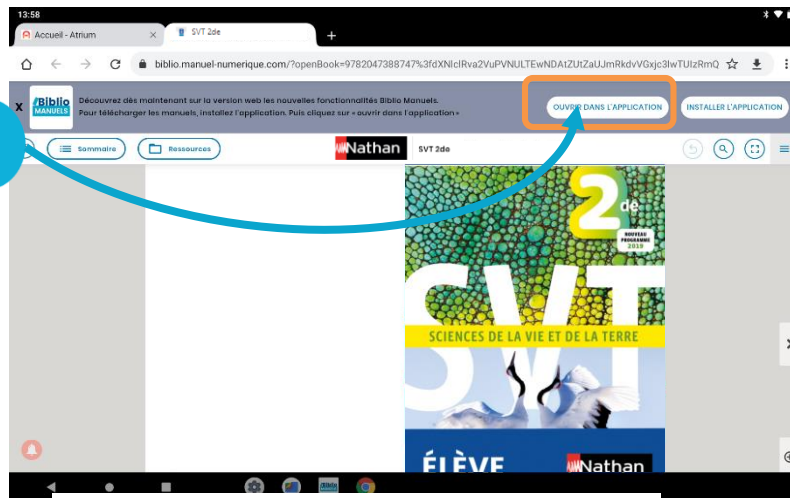 13:58
Accueil - Atrium
SVT 2de
biblio.manuel-numerique.com/?openBook=9782047388747%3fdXNlclRva2VuPVNULTEwNDAtZUtZaUJmRkdvVGxjc3lwTUIzRmQ
X
Biblio MANUELS
Découvrez dès maintenant sur la version web les nouvelles fonctionnalités Biblio Manuels.
Pour télécharger les manuels, installez l'application. Puis cliquez sur « ouvrir dans l'application »
OUVRIR DANS L'APPLICATION
INSTALLER L'APPLICATION
Sommaire
Ressources
Nathan
SVT 2de
2de
NOUVEAU
PROGRAMME
2019
SVT
SCIENCES DE LA VIE ET DE LA TERRE
ÉLÈVE
Nathan
Biblio